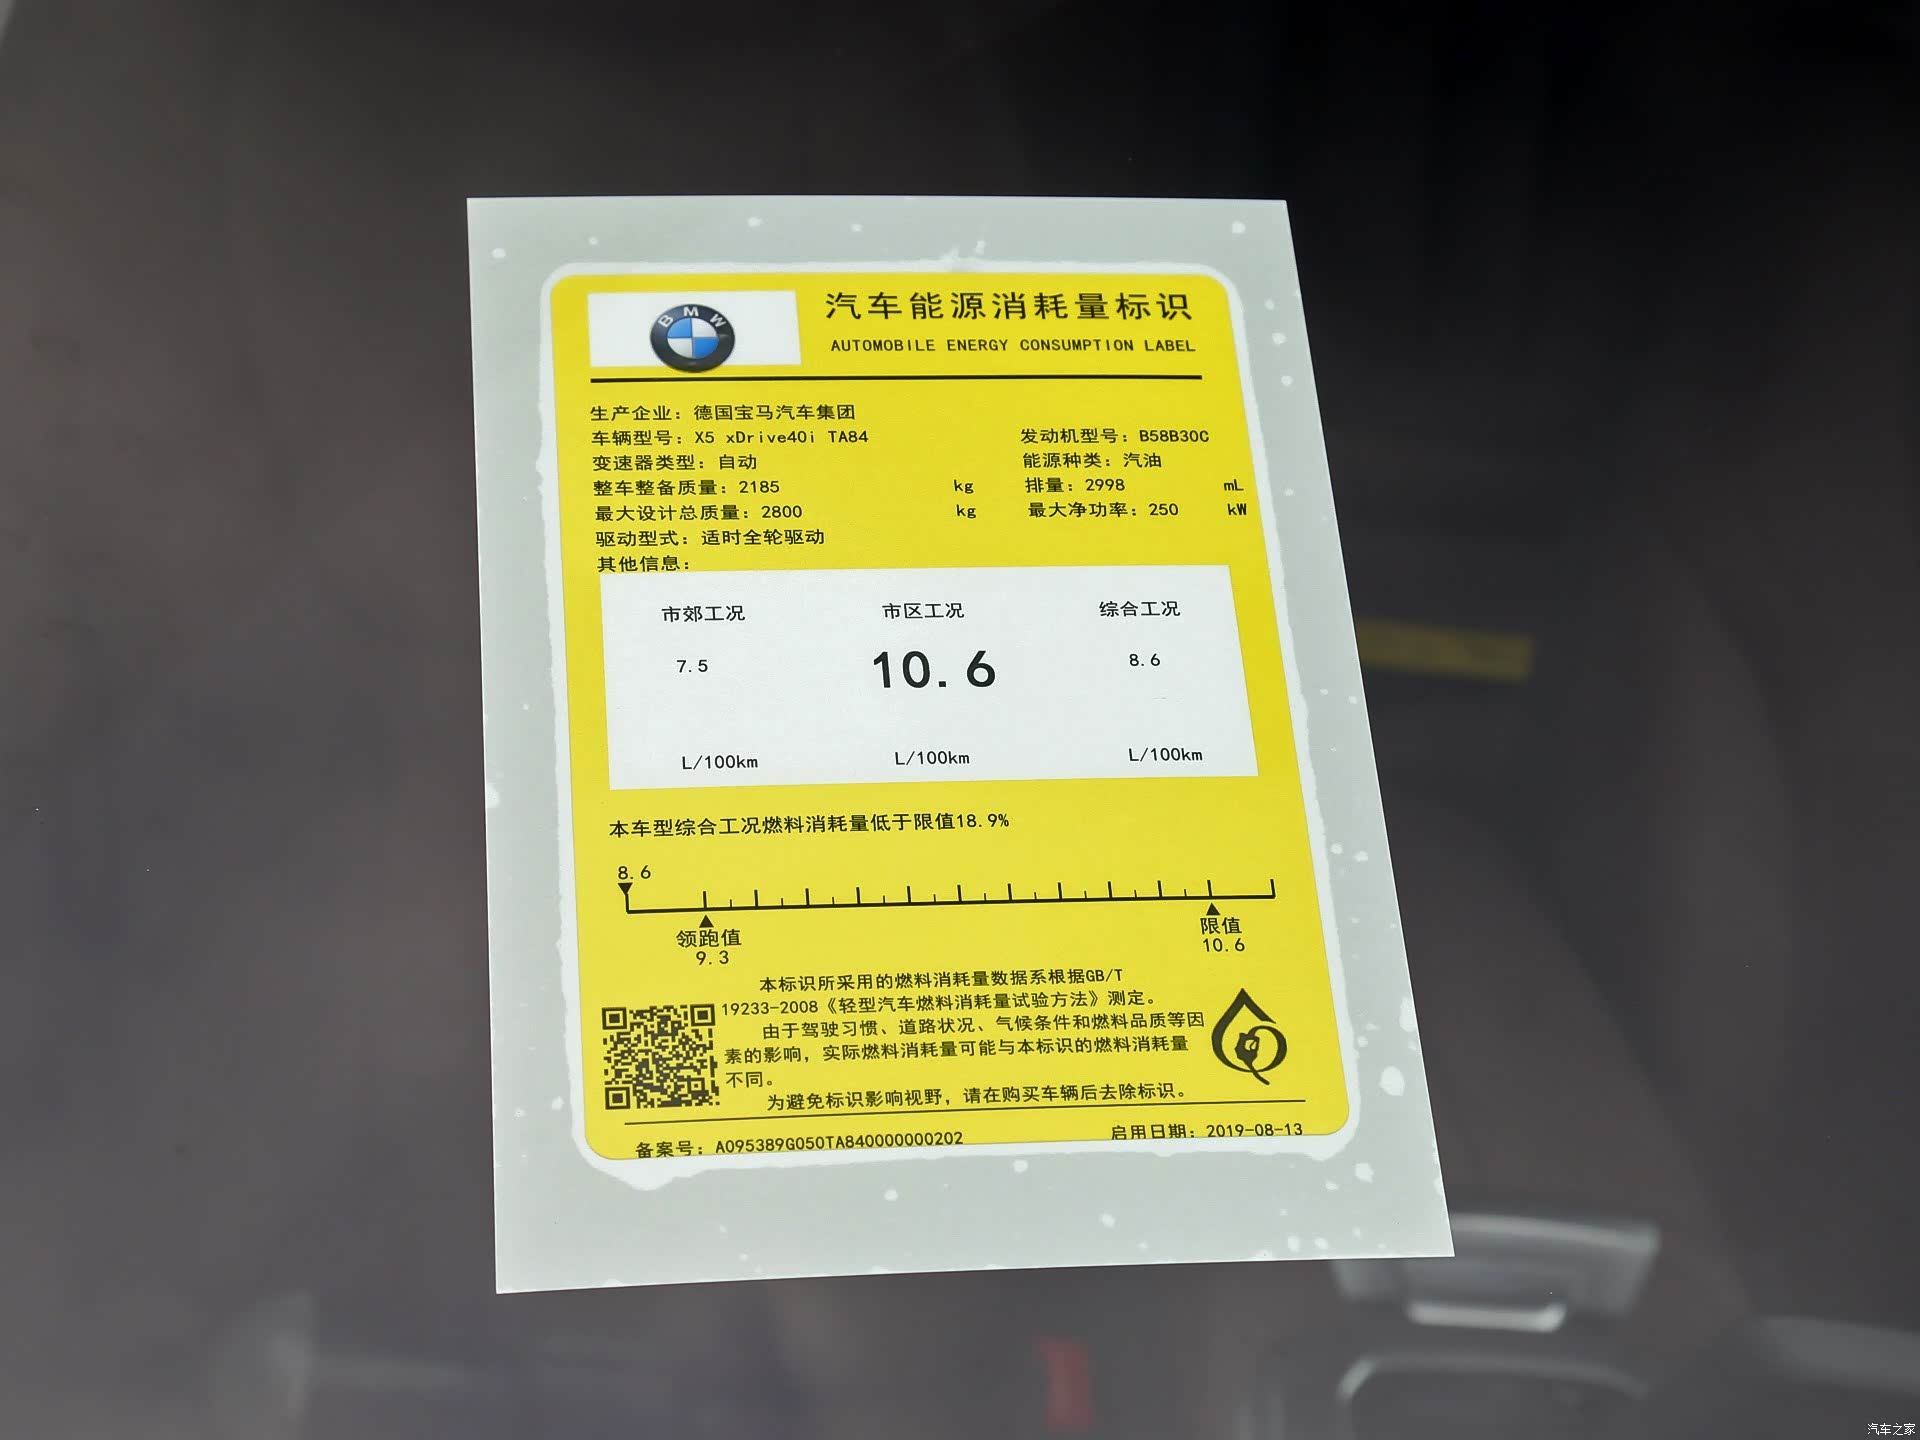 BMW
汽车能源消耗量标识
AUTOMOBILE ENERGY CONSUMPTION LABEL
生产企业：德国宝马汽车集团
车辆型号：X5 xDrive40i TA84 发动机型号：B58B30C
变速器类型：自动 能源种类：汽油
整车整备质量：2185 kg 排量：2998 mL
最大设计总质量：2800 kg 最大净功率：250 kW
驱动型式：适时全轮驱动
其他信息：
市郊工况 市区工况 综合工况
7.5 10.6 8.6
L/100km L/100km L/100km
本车型综合工况燃料消耗量低于限值18.9%
8.6
领跑值 限值
9.3 10.6
本标识所采用的燃料消耗量数据系根据GB/T
19233-2008《轻型汽车燃料消耗量试验方法》测定。
由于驾驶习惯、道路状况、气候条件和燃料品质等因
素的影响，实际燃料消耗量可能与本标识的燃料消耗量
不同。
为避免标识影响视野，请在购买车辆后去除标识。
备案号：A095389G050TA840000000202 启用日期：2019-08-13
汽车之家